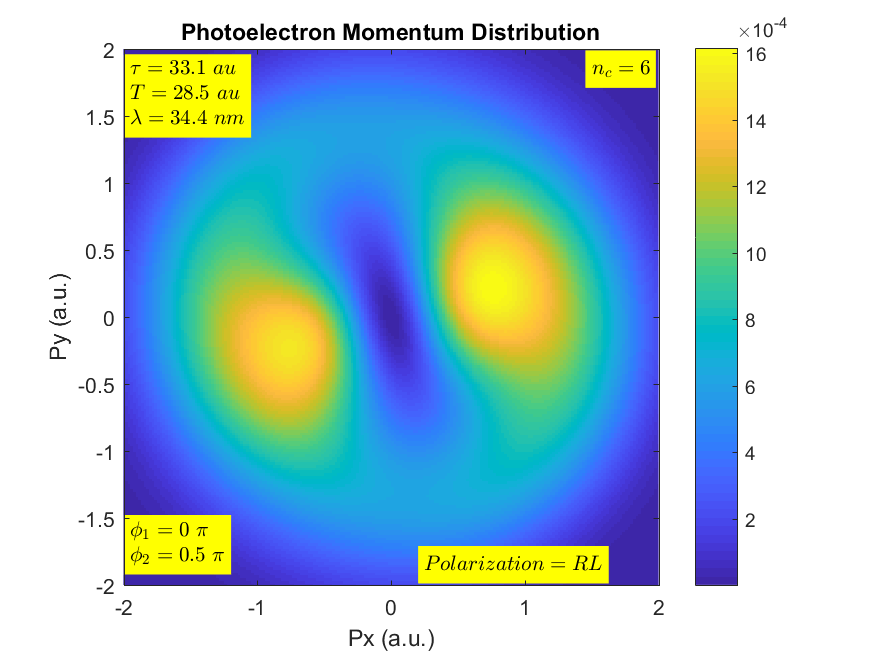 Photoelectron Momentum Distribution
×10⁻⁴
τ = 33.1 au
T = 28.5 au
λ = 34.4 nm
n_c = 6
ϕ₁ = 0 π
ϕ₂ = 0.5 π
Polarization = RL
2
1.5
1
0.5
0
-0.5
-1
-1.5
-2
Py (a.u.)
-2
-1
0
1
2
Px (a.u.)
16
14
12
10
8
6
4
2